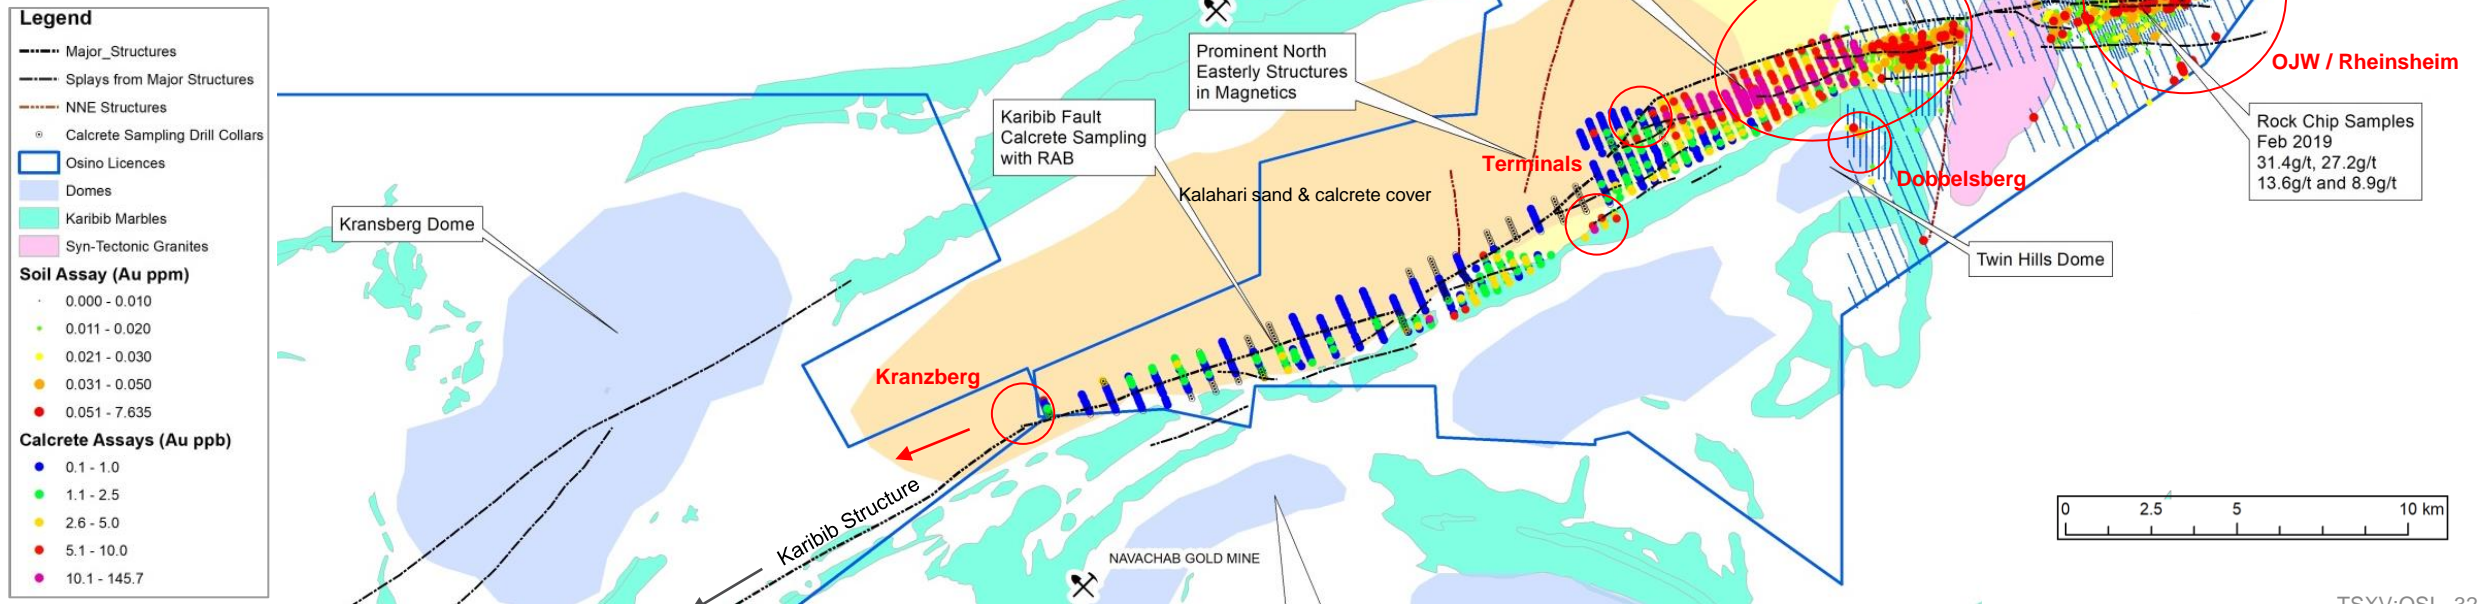 Legend
Major_Structures
Splays from Major Structures
NNE Structures
Calcrete Sampling Drill Collars
Osino Licences
Domes
Karibib Marbles
Syn-Tectonic Granites
Soil Assay (Au ppm)
0.000 - 0.010
0.011 - 0.020
0.021 - 0.030
0.031 - 0.050
0.051 - 7.635
Calcrete Assays (Au ppb)
0.1 - 1.0
1.1 - 2.5
2.6 - 5.0
5.1 - 10.0
10.1 - 145.7
Kransberg Dome
Kranzberg
Karibib Structure
Karibib Fault
Calcrete Sampling
with RAB
Prominent North
Easterly Structures
in Magnetics
Kalahari sand & calcrete cover
Terminals
NAVACHAB GOLD MINE
Dobbelsberg
Twin Hills Dome
OJW / Rheinsheim
Rock Chip Samples
Feb 2019
31.4g/t, 27.2g/t
13.6g/t and 8.9g/t
0 2.5 5 10 km